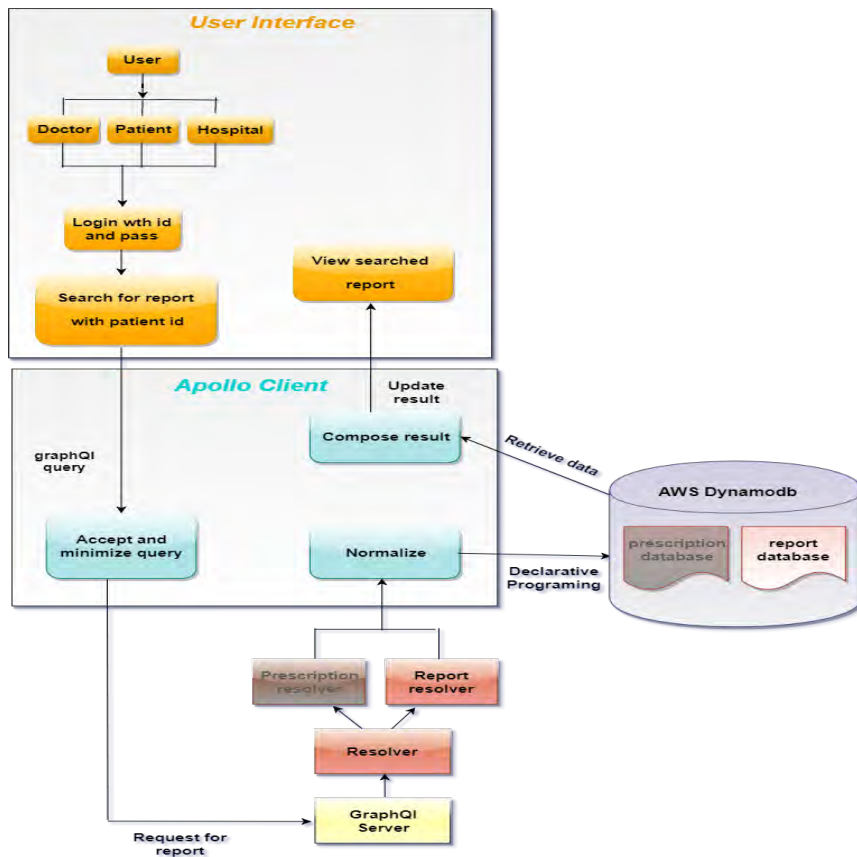 User Interface
User
Doctor
Patient
Hospital
Login wth id
and pass
Search for report
with patient id
View searched
report
Apollo Client
Update
result
Compose result
Retrieve data
graphQl
query
AWS Dynamodb
Accept and
minimize query
Normalize
prescription
database
report
database
Declarative
Programing
Prescription
resolver
Report
resolver
Resolver
GraphQl
Server
Request for
report